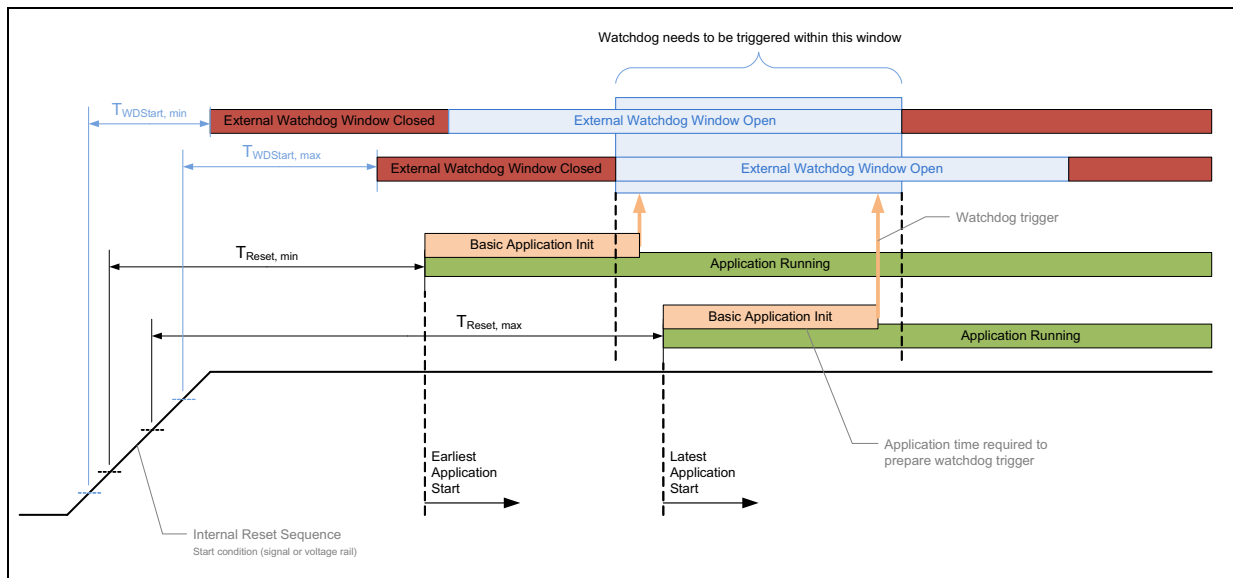 Watchdog needs to be triggered within this window
TWDStart, min
External Watchdog Window Closed
External Watchdog Window Open
TWDStart, max
External Watchdog Window Closed
External Watchdog Window Open
Watchdog trigger
TReset, min
Basic Application Init
Application Running
TReset, max
Basic Application Init
Application Running
Earliest
Application
Start
Latest
Application
Start
Application time required to
prepare watchdog trigger
Internal Reset Sequence
Start condition (signal or voltage rail)